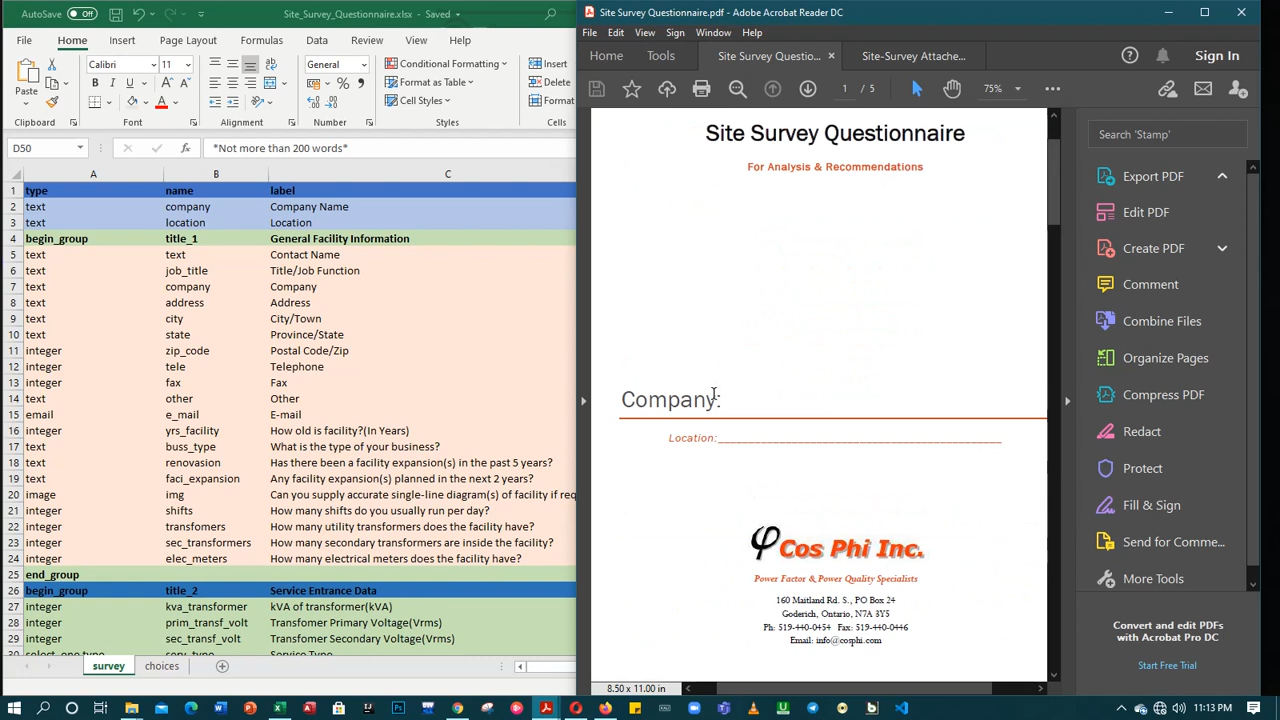 AutoSave Off Site_Survey_Questionnaire.xlsx - Saved
File Home Insert Page Layout Formulas Data Review View Help
Paste Calibri 11 General Conditional Formatting Insert
B I U Format as Table Delete
Cell Styles Format
Clipboard Font Alignment Number Styles Cells
D50 fx *Not more than 200 words*
A B C
1 type name label
2 text company Company Name
3 text location Location
4 begin_group title_1 General Facility Information
5 text text Contact Name
6 text job_title Title/Job Function
7 text company Company
8 text address Address
9 text city City/Town
10 text state Province/State
11 integer zip_code Postal Code/Zip
12 integer tele Telephone
13 integer fax Fax
14 text other Other
15 email e_mail E-mail
16 integer yrs_facility How old is facility?(In Years)
17 text buss_type What is the type of your business?
18 text renovasion Has there been a facility expansion(s) in the past 5 years?
19 text faci_expansion Any facility expansion(s) planned in the next 2 years?
20 image img Can you supply accurate single-line diagram(s) of facility if req
21 integer shifts How many shifts do you usually run per day?
22 integer transfomers How many utility transformers does the facility have?
23 integer sec_transfomers How many secondary transformers are inside the facility?
24 integer elec_meters How many electrical meters does the facility have?
25 end_group
26 begin_group title_2 Service Entrance Data
27 integer kva_transfomer kVA of transfomer(kVA)
28 integer prim_transf_volt Transfomer Primary Voltage(Vrms)
29 integer sec_transf_volt Transfomer Secondary Voltage(Vrms)
30 select_one type serv_type Service Type
survey choices
Site Survey Questionnaire.pdf - Adobe Acrobat Reader DC
File Edit View Sign Window Help
Home Tools Site Survey Questio... × Site-Survey Attache... Sign In
1 / 5 75%
Site Survey Questionnaire
For Analysis & Recommendations
Company:
Location:
φ Cos Phi Inc.
Power Factor & Power Quality Specialists
160 Maitland Rd. S., PO Box 24
Goderich, Ontario, N7A 3Y5
Ph: 519-440-0454 Fax: 519-440-0446
Email: info@cosphi.com
8.50 x 11.00 in
Search 'Stamp'
Export PDF
Edit PDF
Create PDF
Comment
Combine Files
Organize Pages
Compress PDF
Redact
Protect
Fill & Sign
Send for Comme...
More Tools
Convert and edit PDFs
with Acrobat Pro DC
Start Free Trial
11:13 PM